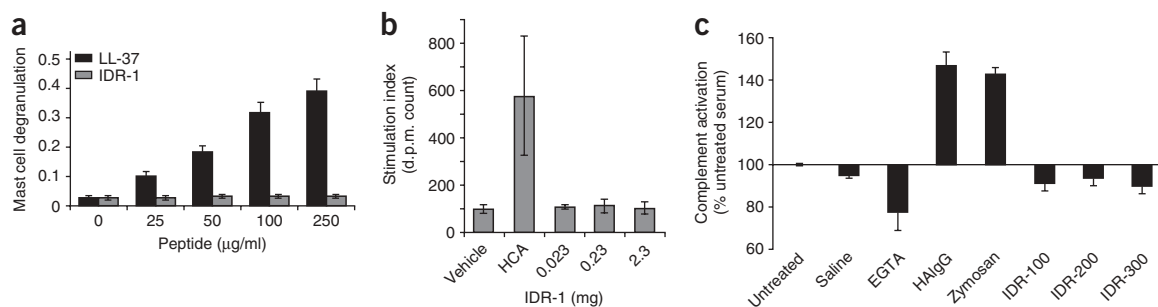 a
LL-37
IDR-1
Mast cell degranulation
0.5
0.4
0.3
0.2
0.1
0
0
25
50
100
250
Peptide (μg/ml)
b
Stimulation index
(d.p.m. count)
800
600
400
200
0
Vehicle
HCA
0.023
0.23
2.3
IDR-1 (mg)
c
Complement activation
(% untreated serum)
160
140
120
100
80
60
Untreated
Saline
EGTA
HAIgG
Zymosan
IDR-100
IDR-200
IDR-300